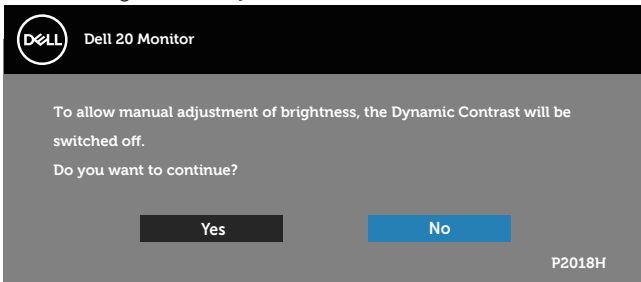 DELL
Dell 20 Monitor
To allow manual adjustment of brightness, the Dynamic Contrast will be
switched off.
Do you want to continue?
Yes
No
P2018H